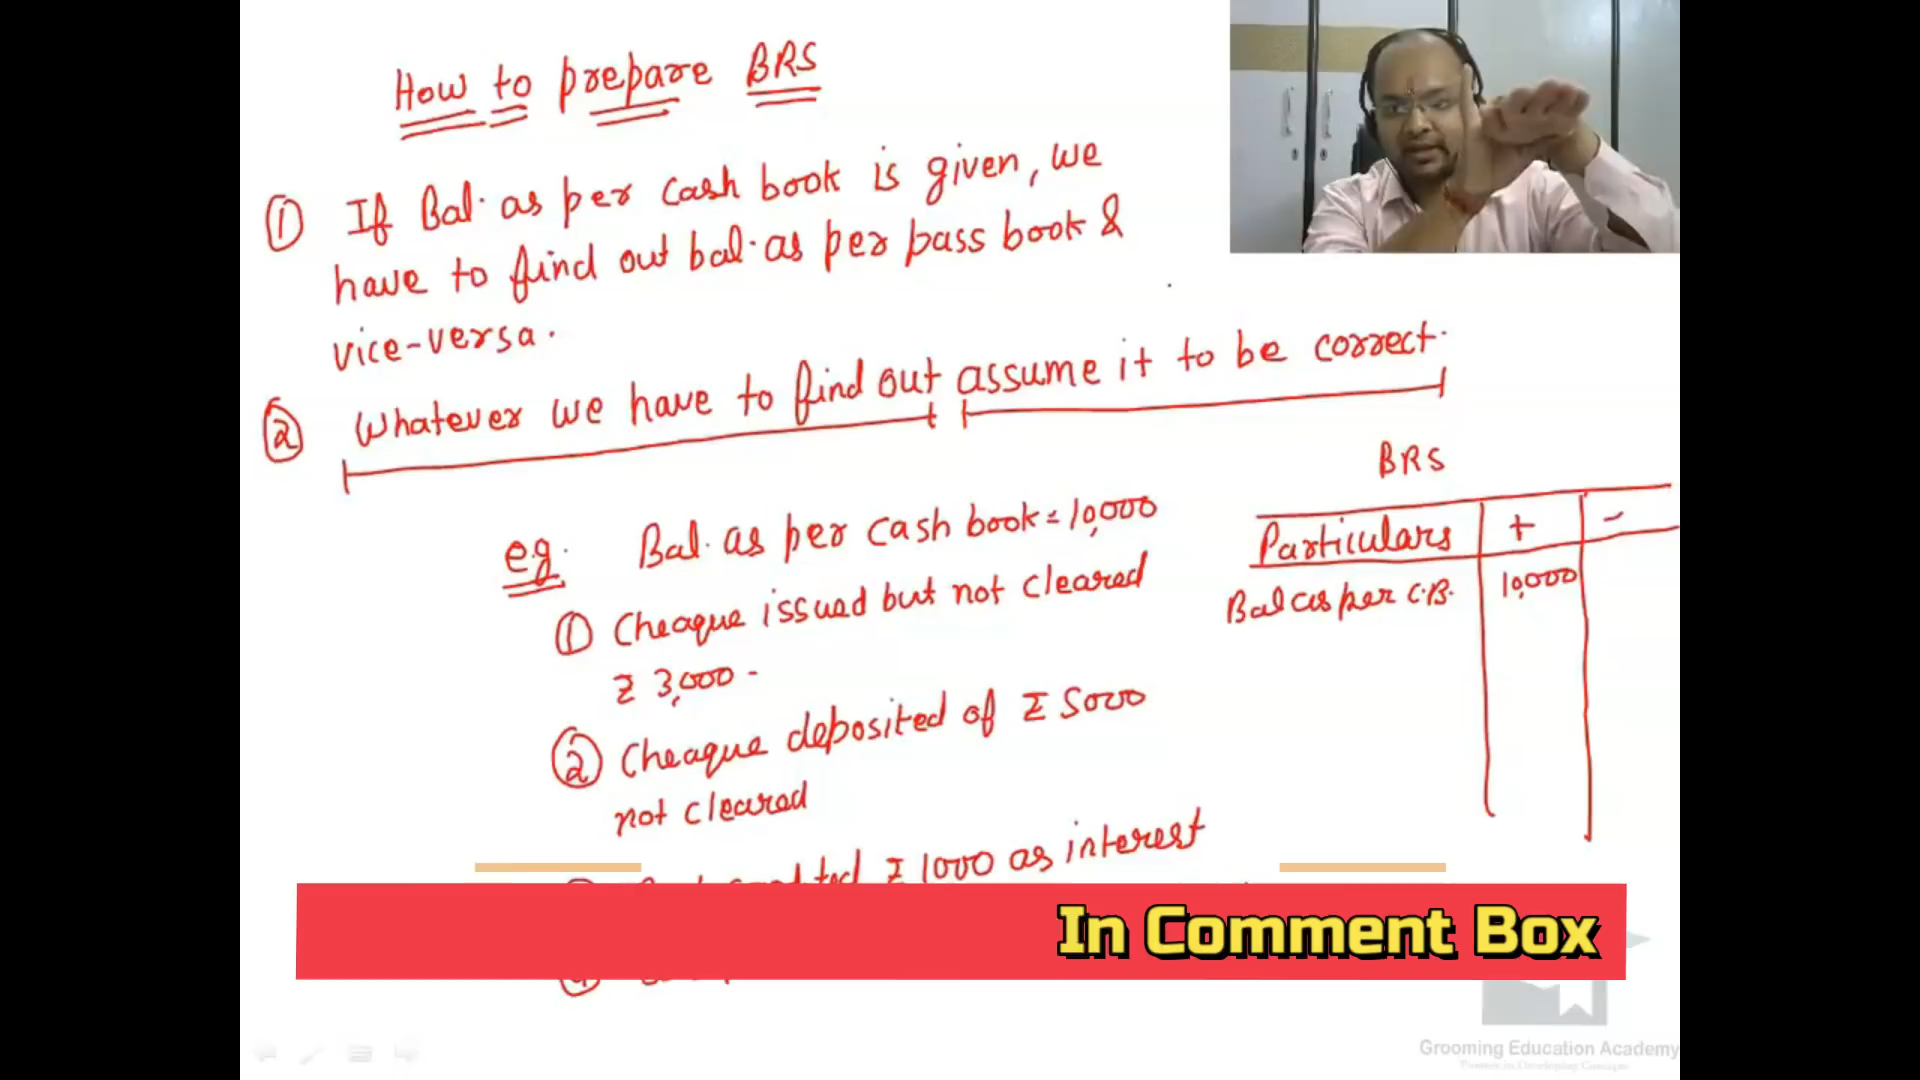 How to prepare BRS
① If Bal. as per cash book is given, we
have to find out bal. as per pass book &
vice-versa.
② Whatever we have to find out assume it to be correct.
BRS
Particulars + -
Bal as per C.B. 10,000
e.g. Bal. as per cash book = 10,000
① Cheaque issued but not cleared
₹ 3,000 -
② Cheaque deposited of ₹ 5000
not cleared
₹ 1000 as interest
In Comment Box
Grooming Education Academy